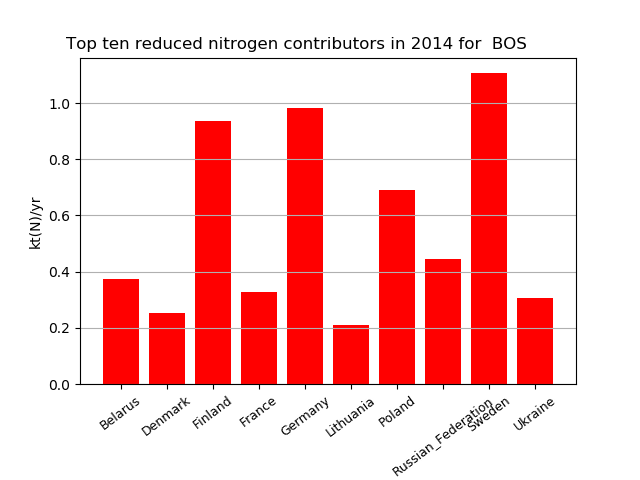 Top ten reduced nitrogen contributors in 2014 for  BOS
kt(N)/yr
1.0
0.8
0.6
0.4
0.2
0.0
Belarus
Denmark
Finland
France
Germany
Lithuania
Poland
Russian_Federation
Sweden
Ukraine